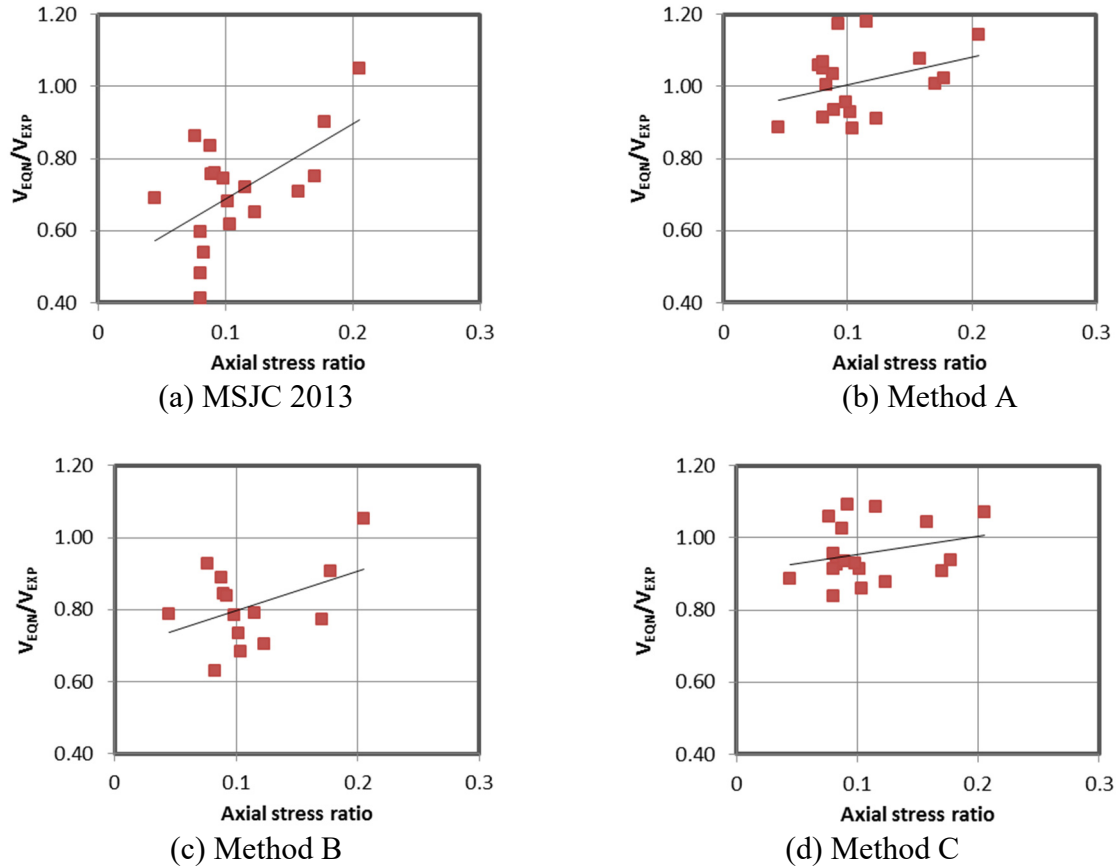 1.20
1.00
0.80
0.60
0.40
V_EQN/V_EXP
0 0.1 0.2 0.3
Axial stress ratio
(a) MSJC 2013
1.20
1.00
0.80
0.60
0.40
V_EQN/V_EXP
0 0.1 0.2 0.3
Axial stress ratio
(b) Method A
1.20
1.00
0.80
0.60
0.40
V_EQN/V_EXP
0 0.1 0.2 0.3
Axial stress ratio
(c) Method B
1.20
1.00
0.80
0.60
0.40
V_EQN/V_EXP
0 0.1 0.2 0.3
Axial stress ratio
(d) Method C